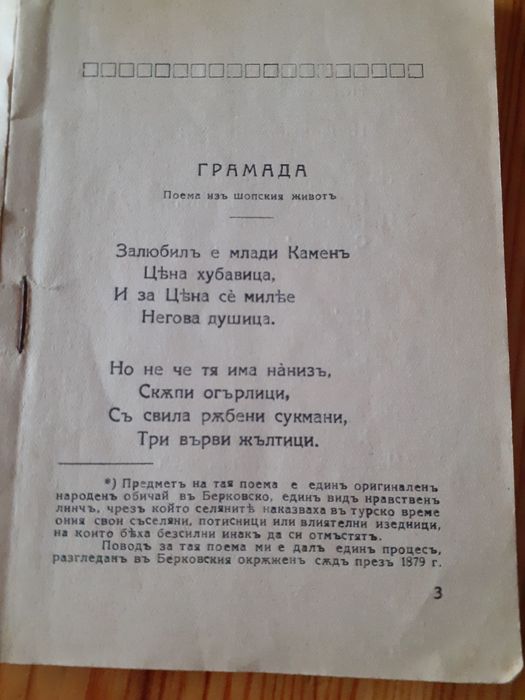 ГРАМАДА
Поема изъ шопския животъ
Залюбилъ е млади Каменъ
Цѣна хубавица,
И за Цѣна сѐ милѣе
Негова душица.
Но не че тя има нàнизъ,
Скѫпи огърлици,
Съ свила рѫбени сукмани,
Три върви жълтици.
*) Предметъ на тая поема е единъ оригиналенъ
народенъ обичай въ Берковско, единъ видъ нравственъ
линчъ, чрезъ който селянитѣ наказваха въ турско време
ония свои съселяни, потисници или влиятелни изедници,
на които бѣха безсилни инакъ да си отмъстятъ.
Поводъ за тая поема ми е далъ единъ процесъ,
разгледанъ въ Берковския окрѫженъ сѫдъ презъ 1879 г.
3